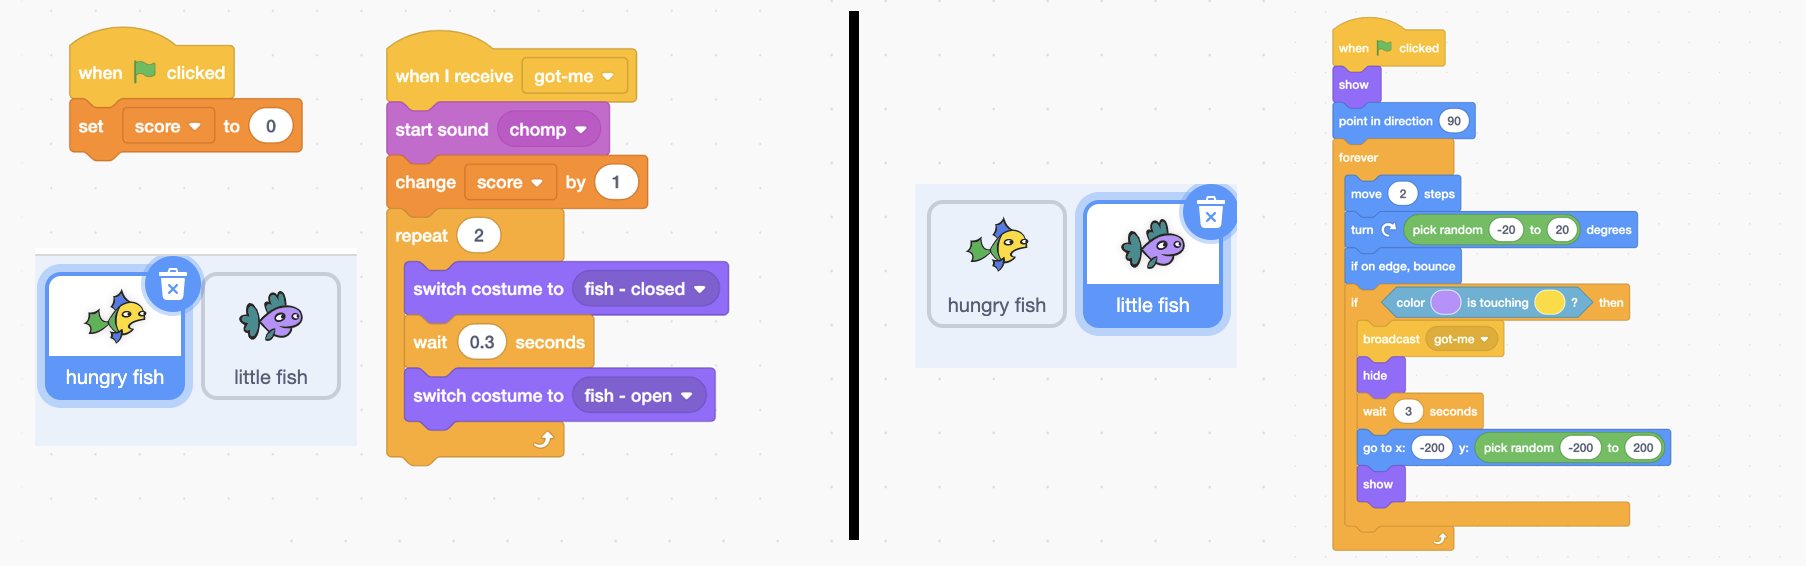 when clicked
set score to 0
when I receive got-me
start sound chomp
change score by 1
repeat 2
switch costume to fish - closed
wait 0.3 seconds
switch costume to fish - open
hungry fish
little fish
hungry fish
little fish
when clicked
show
point in direction 90
forever
move 2 steps
turn pick random -20 to 20 degrees
if on edge, bounce
if color is touching ? then
broadcast got-me
hide
wait 3 seconds
go to x: -200 y: pick random -200 to 200
show